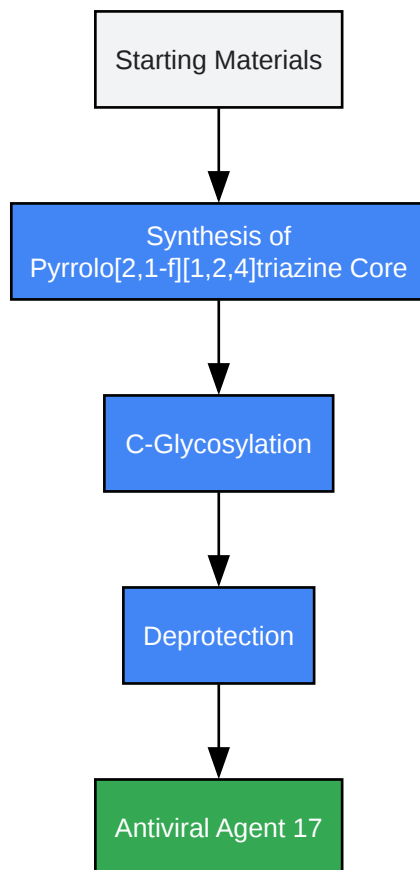 Starting Materials
Synthesis of
Pyrrolo[2,1-f][1,2,4]triazine Core
C-Glycosylation
Deprotection
Antiviral Agent 17